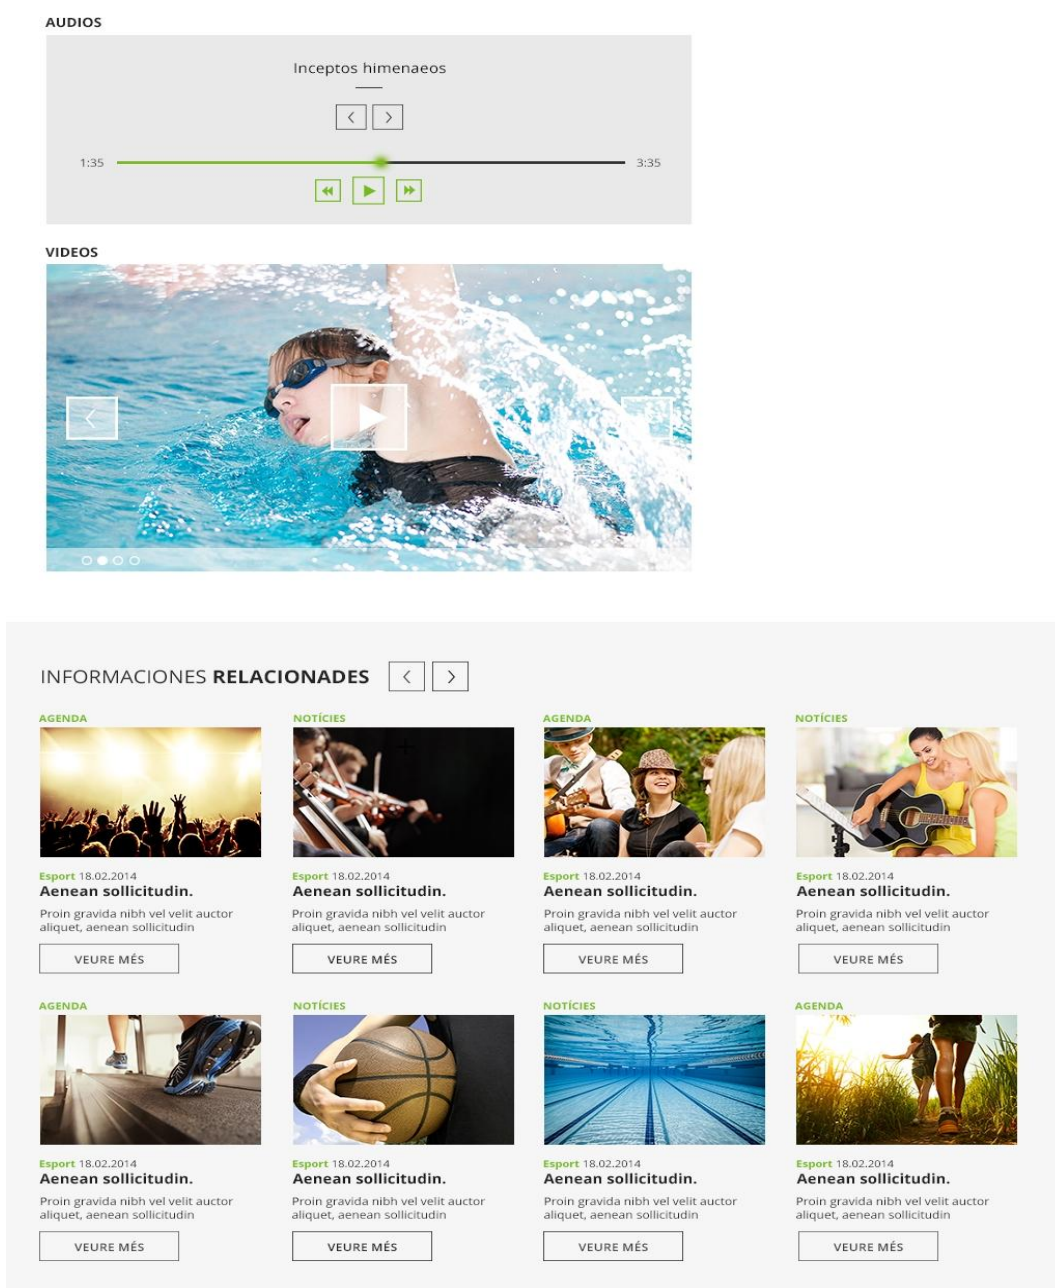 AUDIOS
Inceptos himenaeos
1:35
3:35
VIDEOS
INFORMACIONES RELACIONADES
AGENDA
NOTÍCIES
AGENDA
NOTÍCIES
Esport 18.02.2014
Aenean sollicitudin.
Proin gravida nibh vel velit auctor
aliquet, aenean sollicitudin
VEURE MÉS
Esport 18.02.2014
Aenean sollicitudin.
Proin gravida nibh vel velit auctor
aliquet, aenean sollicitudin
VEURE MÉS
Esport 18.02.2014
Aenean sollicitudin.
Proin gravida nibh vel velit auctor
aliquet, aenean sollicitudin
VEURE MÉS
Esport 18.02.2014
Aenean sollicitudin.
Proin gravida nibh vel velit auctor
aliquet, aenean sollicitudin
VEURE MÉS
AGENDA
NOTÍCIES
NOTÍCIES
AGENDA
Esport 18.02.2014
Aenean sollicitudin.
Proin gravida nibh vel velit auctor
aliquet, aenean sollicitudin
VEURE MÉS
Esport 18.02.2014
Aenean sollicitudin.
Proin gravida nibh vel velit auctor
aliquet, aenean sollicitudin
VEURE MÉS
Esport 18.02.2014
Aenean sollicitudin.
Proin gravida nibh vel velit auctor
aliquet, aenean sollicitudin
VEURE MÉS
Esport 18.02.2014
Aenean sollicitudin.
Proin gravida nibh vel velit auctor
aliquet, aenean sollicitudin
VEURE MÉS